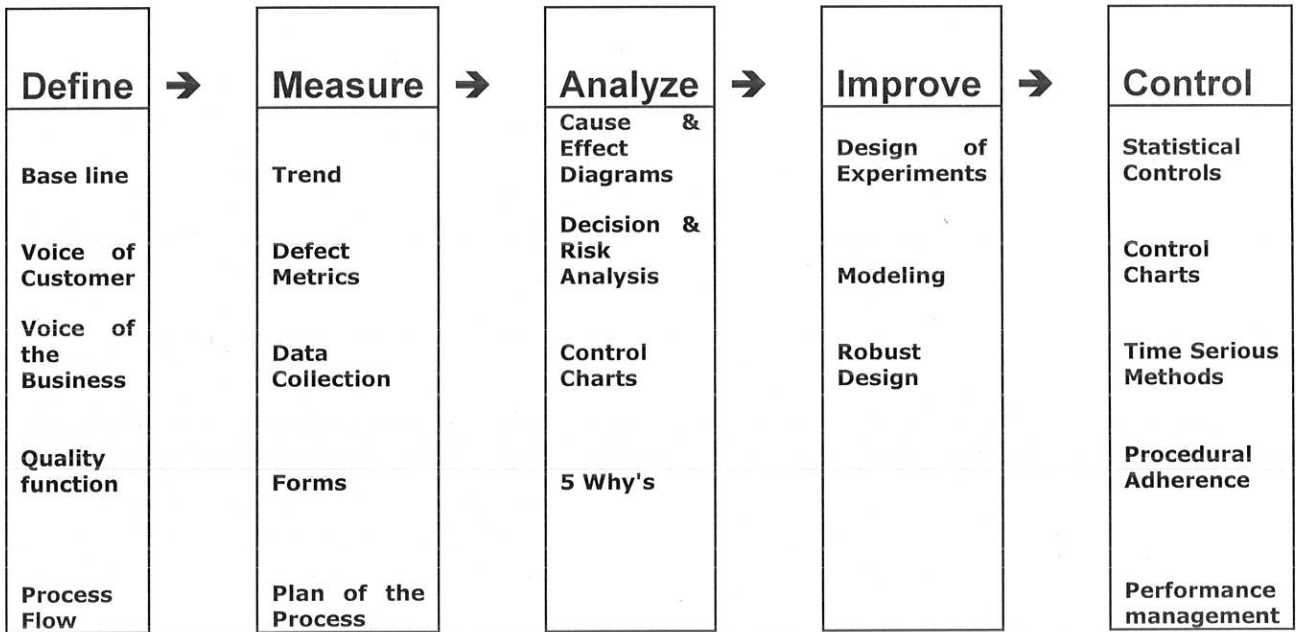 Define → Measure → Analyze → Improve → Control
Base line
Voice of
Customer
Voice of
the
Business
Quality
function
Process
Flow
Trend
Defect
Metrics
Data
Collection
Forms
Plan of the
Process
Cause &
Effect
Diagrams
Decision &
Risk
Analysis
Control
Charts
5 Why's
Design of
Experiments
Modeling
Robust
Design
Statistical
Controls
Control
Charts
Time Serious
Methods
Procedural
Adherence
Performance
management